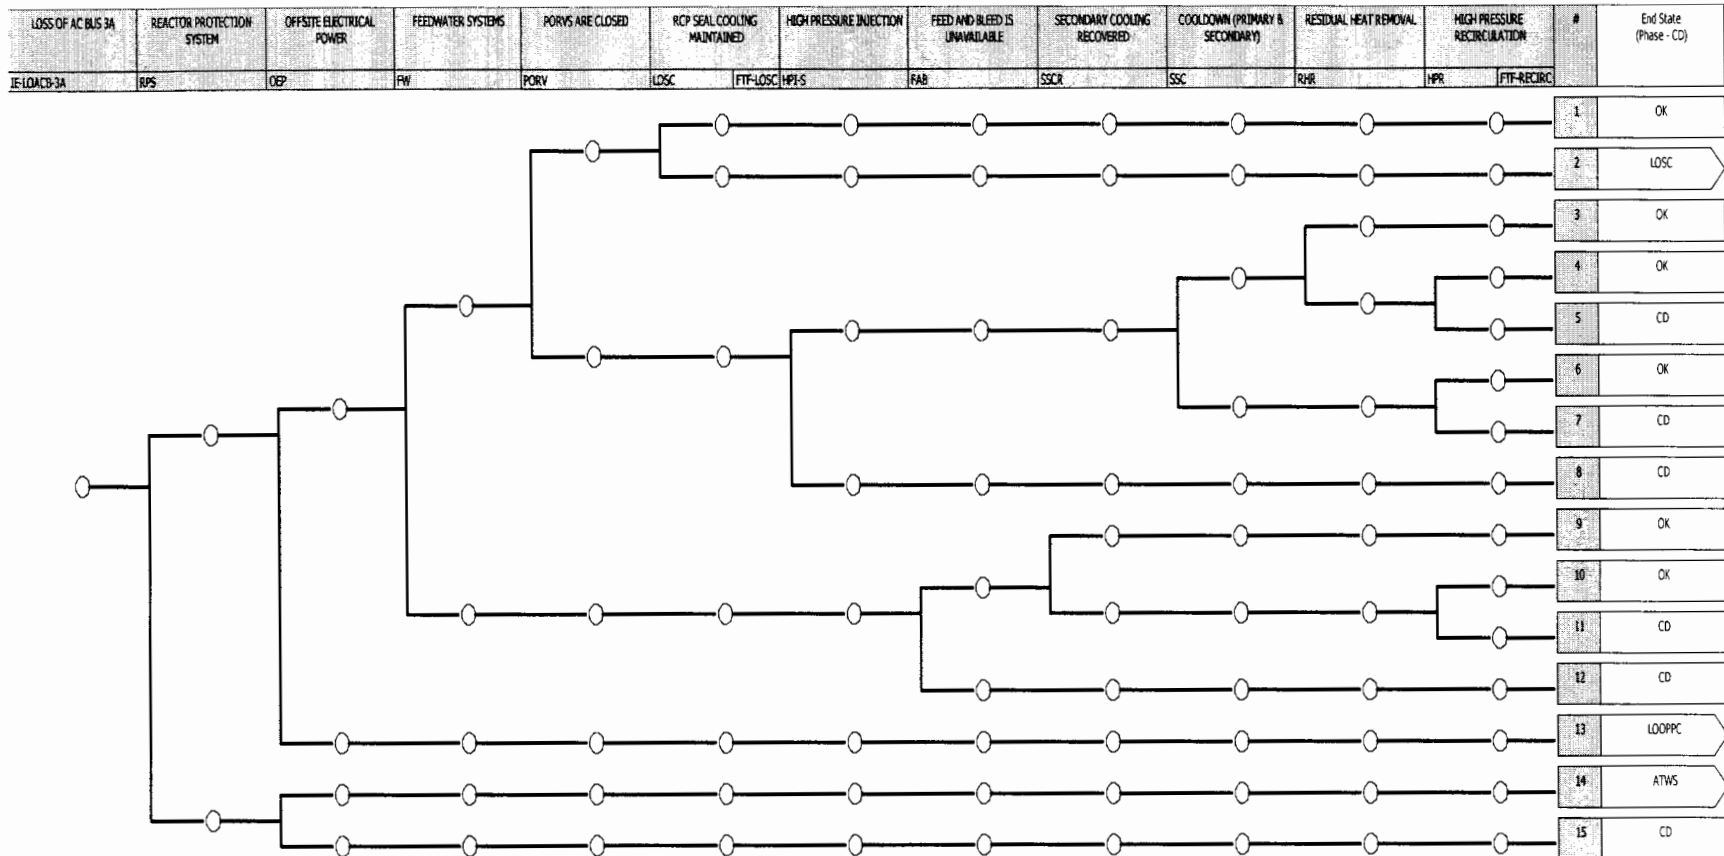 LOSS OF AC BUS 3A
REACTOR PROTECTION
SYSTEM
OFFSITE ELECTRICAL
POWER
FEEDWATER SYSTEMS
PORVS ARE CLOSED
RCP SEAL COOLING
MAINTAINED
HIGH PRESSURE INJECTION
FEED AND BLEED IS
UNAVAILABLE
SECONDARY COOLING
RECOVERED
COOLDOWN (PRIMARY &
SECONDARY)
RESIDUAL HEAT REMOVAL
HIGH PRESSURE
RECIRCULATION
#
End State
(Phase - CD)
IE-LOACB-3A
RPS
OEP
FW
PORV
LOSC
FTF-LOSC
HPI-S
FAB
SSCR
SSC
RHR
HPR
FTF-RECIRC
1 OK
2 LOSC
3 OK
4 OK
5 CD
6 OK
7 CD
8 CD
9 OK
10 OK
11 CD
12 CD
13 LOOPPC
14 ATWS
15 CD